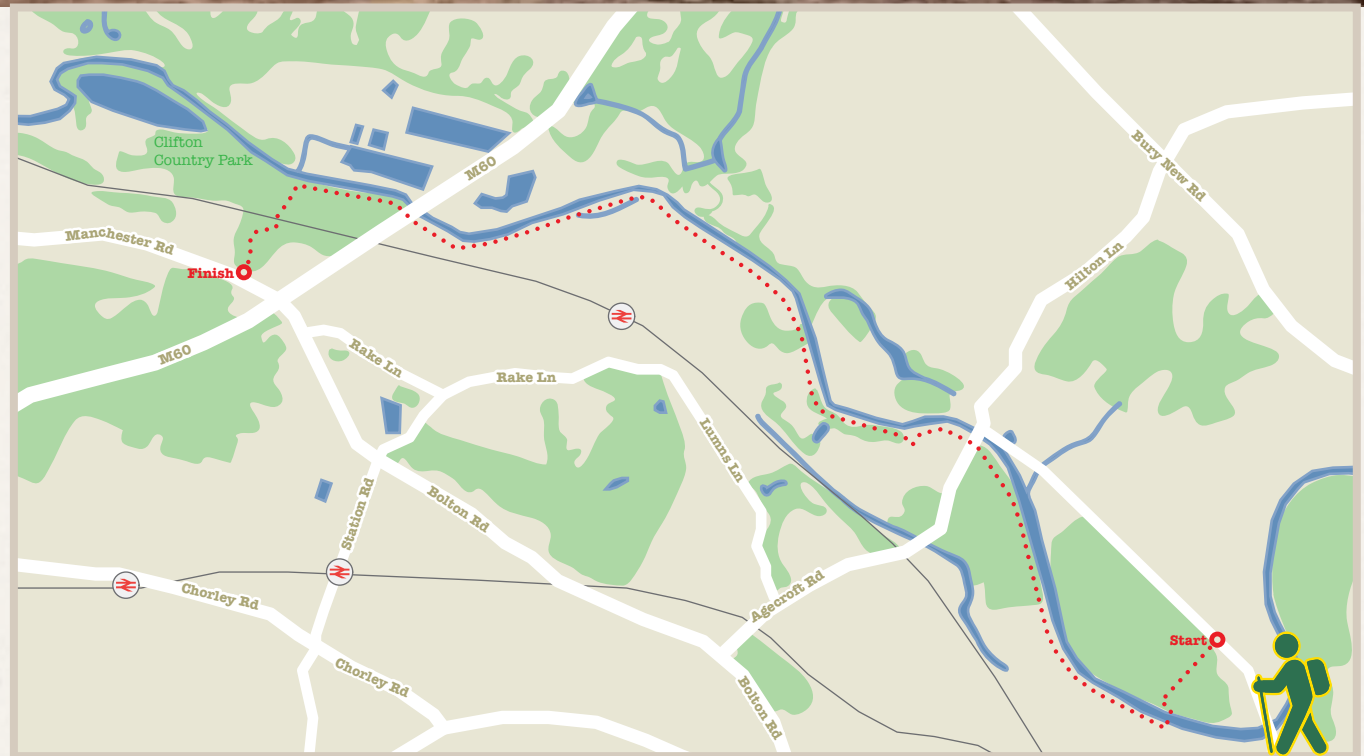 Clifton
Country Park
M60
Bury New Rd
Manchester Rd
Hilton Ln
Finish
M60
Rake Ln
Rake Ln
Lumns Ln
Bolton Rd
Station Rd
Agecroft Rd
Chorley Rd
Start
Chorley Rd
Bolton Rd